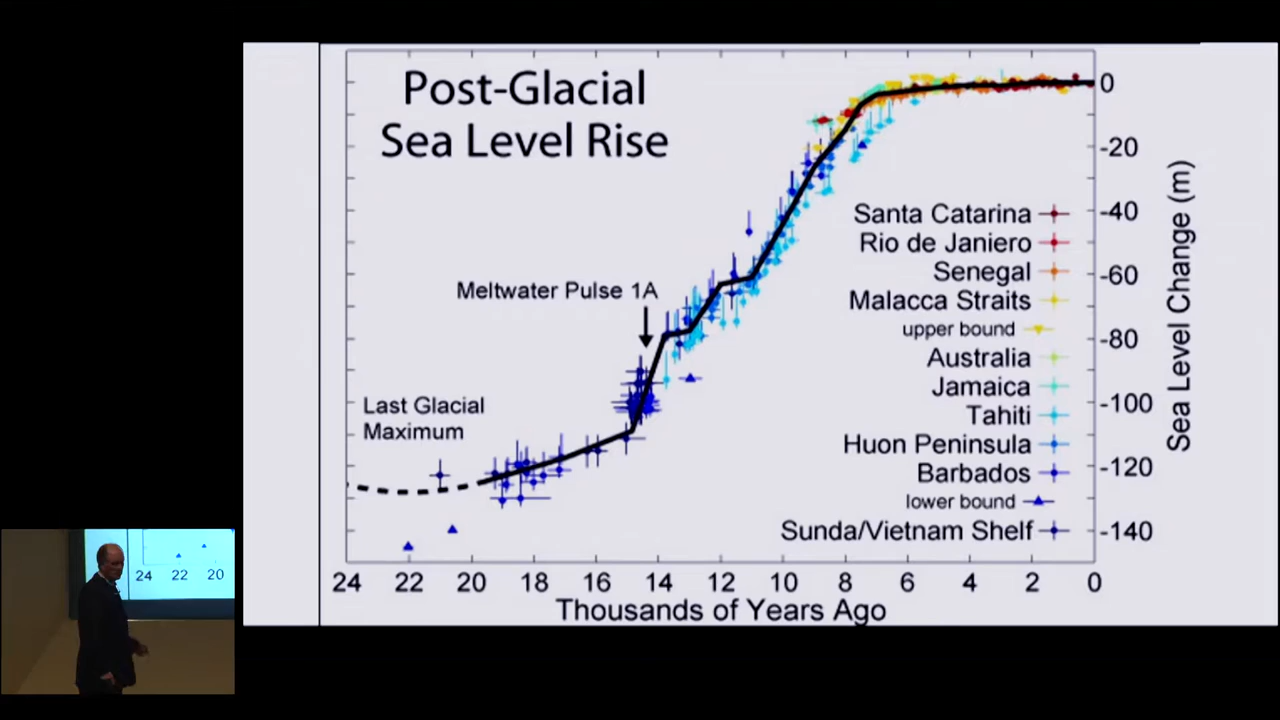 Post-Glacial
Sea Level Rise
Meltwater Pulse 1A
Last Glacial
Maximum
Santa Catarina
Rio de Janiero
Senegal
Malacca Straits
upper bound
Australia
Jamaica
Tahiti
Huon Peninsula
Barbados
lower bound
Sunda/Vietnam Shelf
0
-20
-40
-60
-80
-100
-120
-140
Sea Level Change (m)
24 22 20 18 16 14 12 10 8 6 4 2 0
Thousands of Years Ago
24 22 20